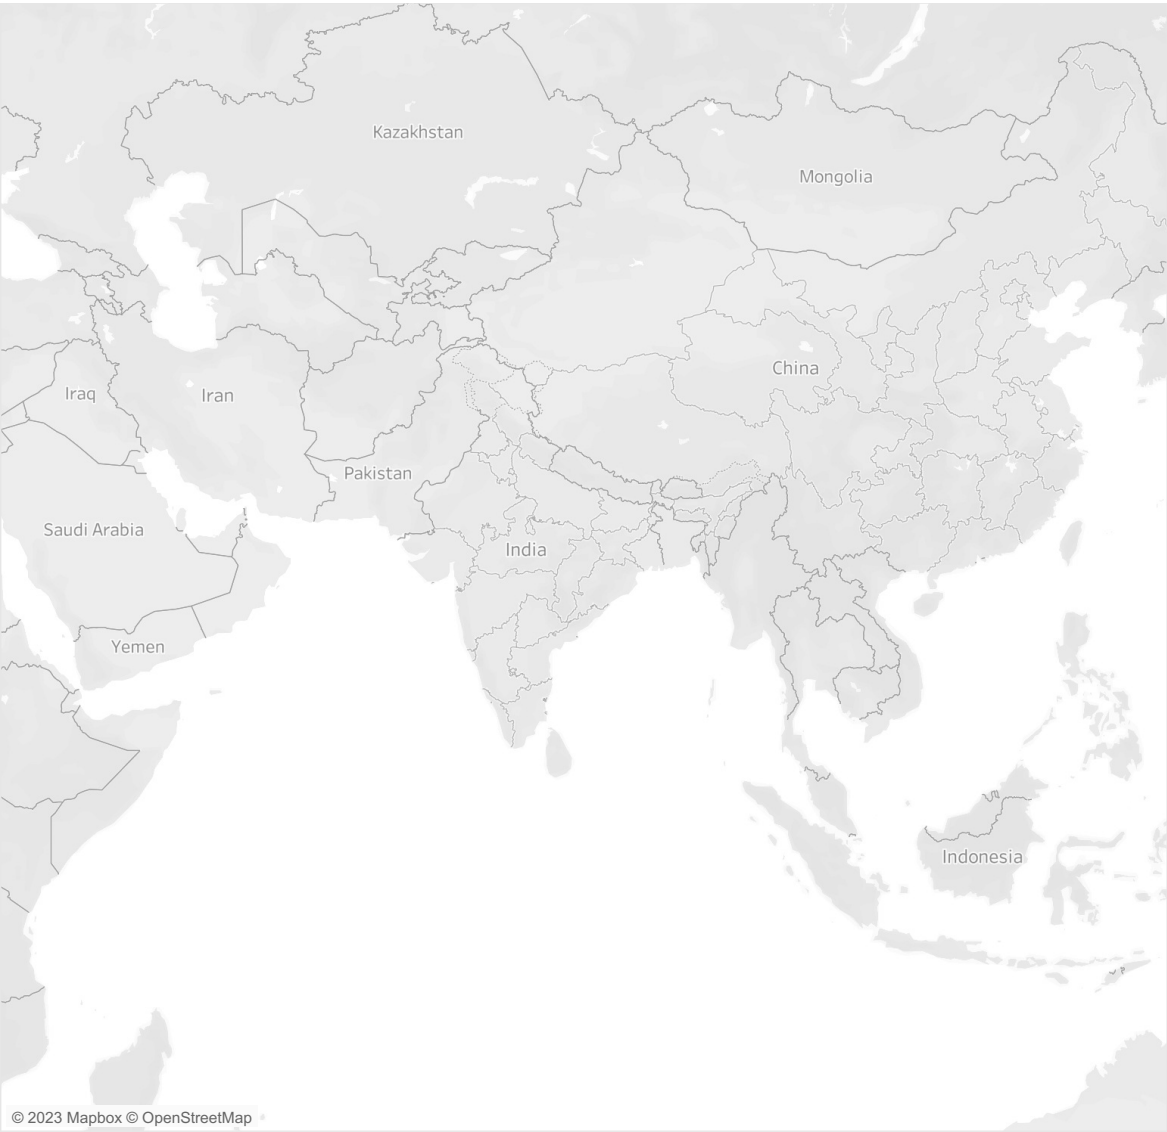 Kazakhstan
Mongolia
China
Iraq
Iran
Pakistan
Saudi Arabia
India
Yemen
Indonesia
© 2023 Mapbox © OpenStreetMap